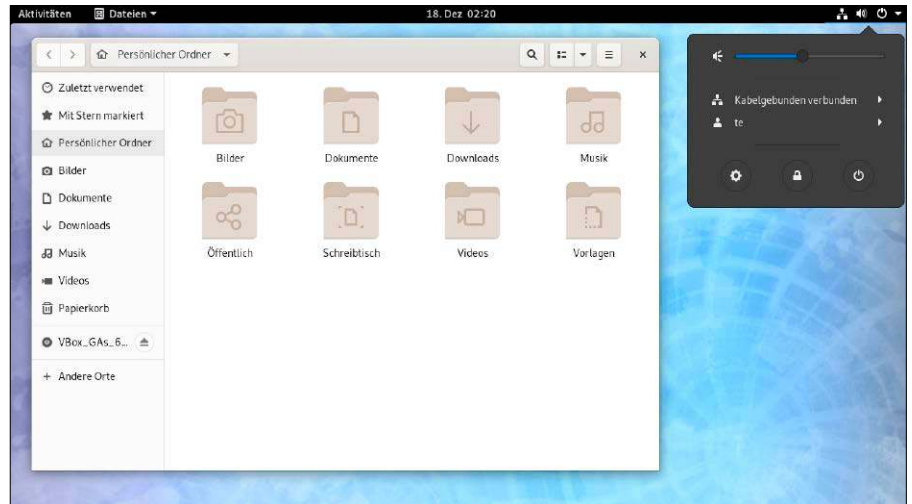 Aktivitäten Dateien 18. Dez 02:20
Persönlicher Ordner
Zuletzt verwendet
Mit Stern markiert
Persönlicher Ordner
Bilder
Dokumente
Downloads
Musik
Videos
Papierkorb
VBox_GAs_6...
+ Andere Orte
Bilder Dokumente Downloads Musik
Öffentlich Schreibtisch Videos Vorlagen
Kabelgebunden verbunden
te